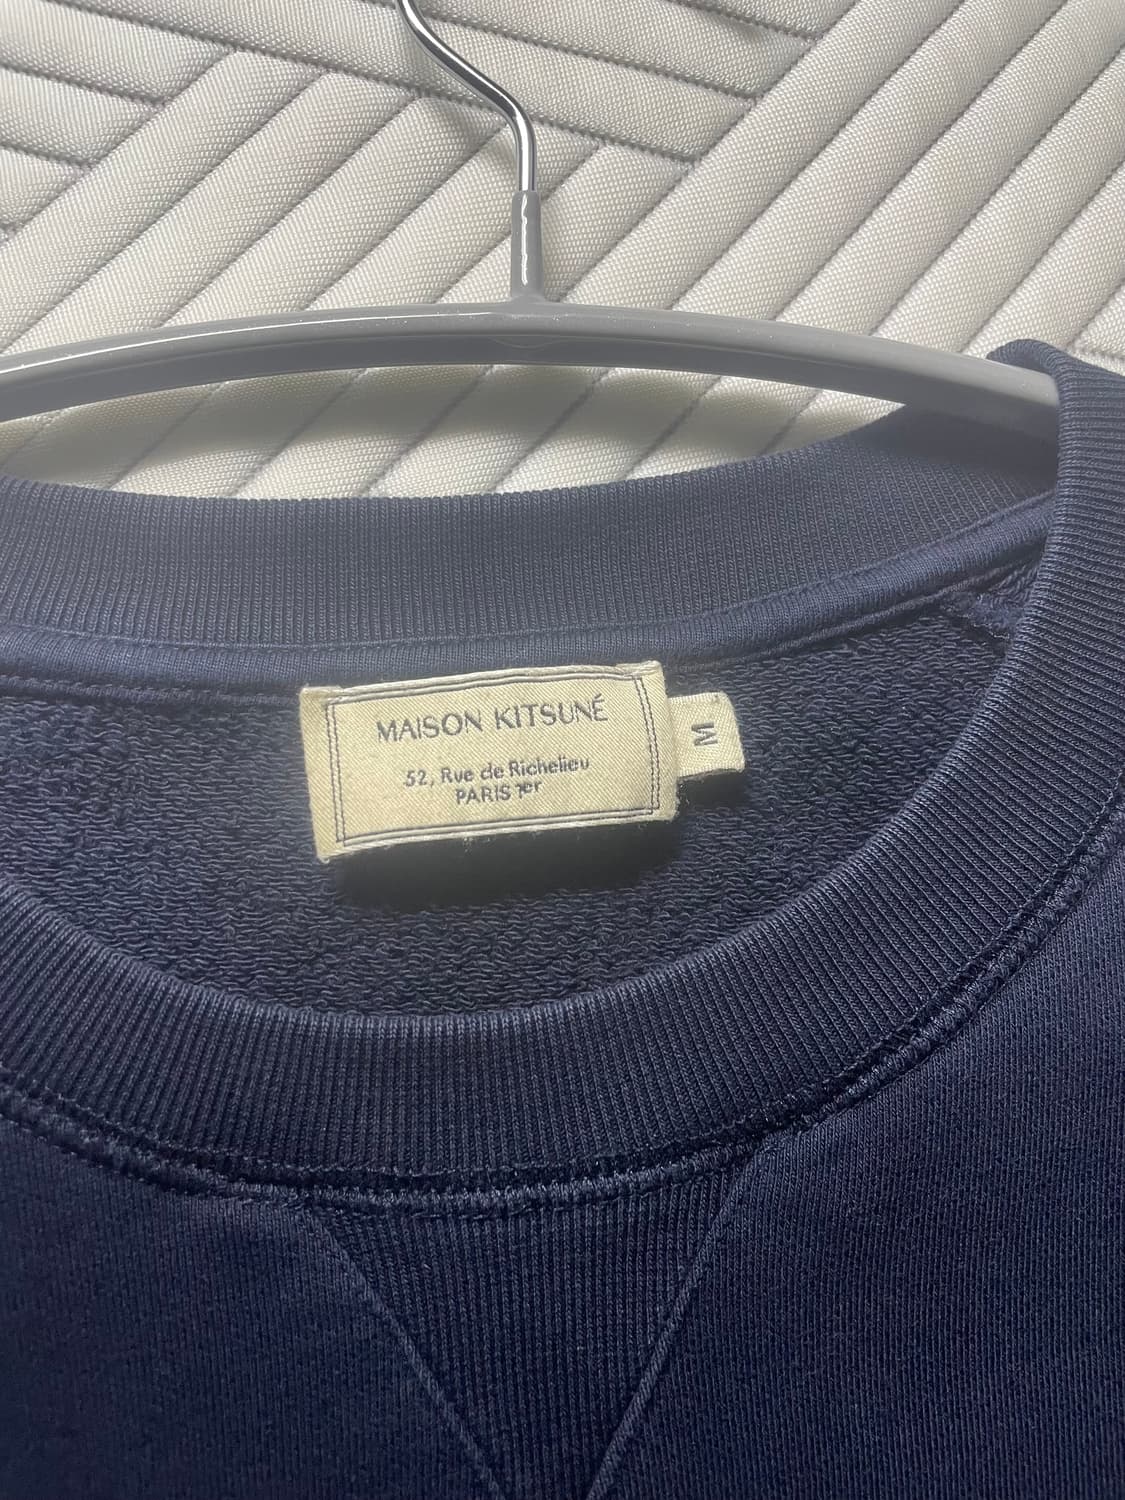 MAISON KITSUNÉ
52, Rue de Richelieu
PARIS 1er
M